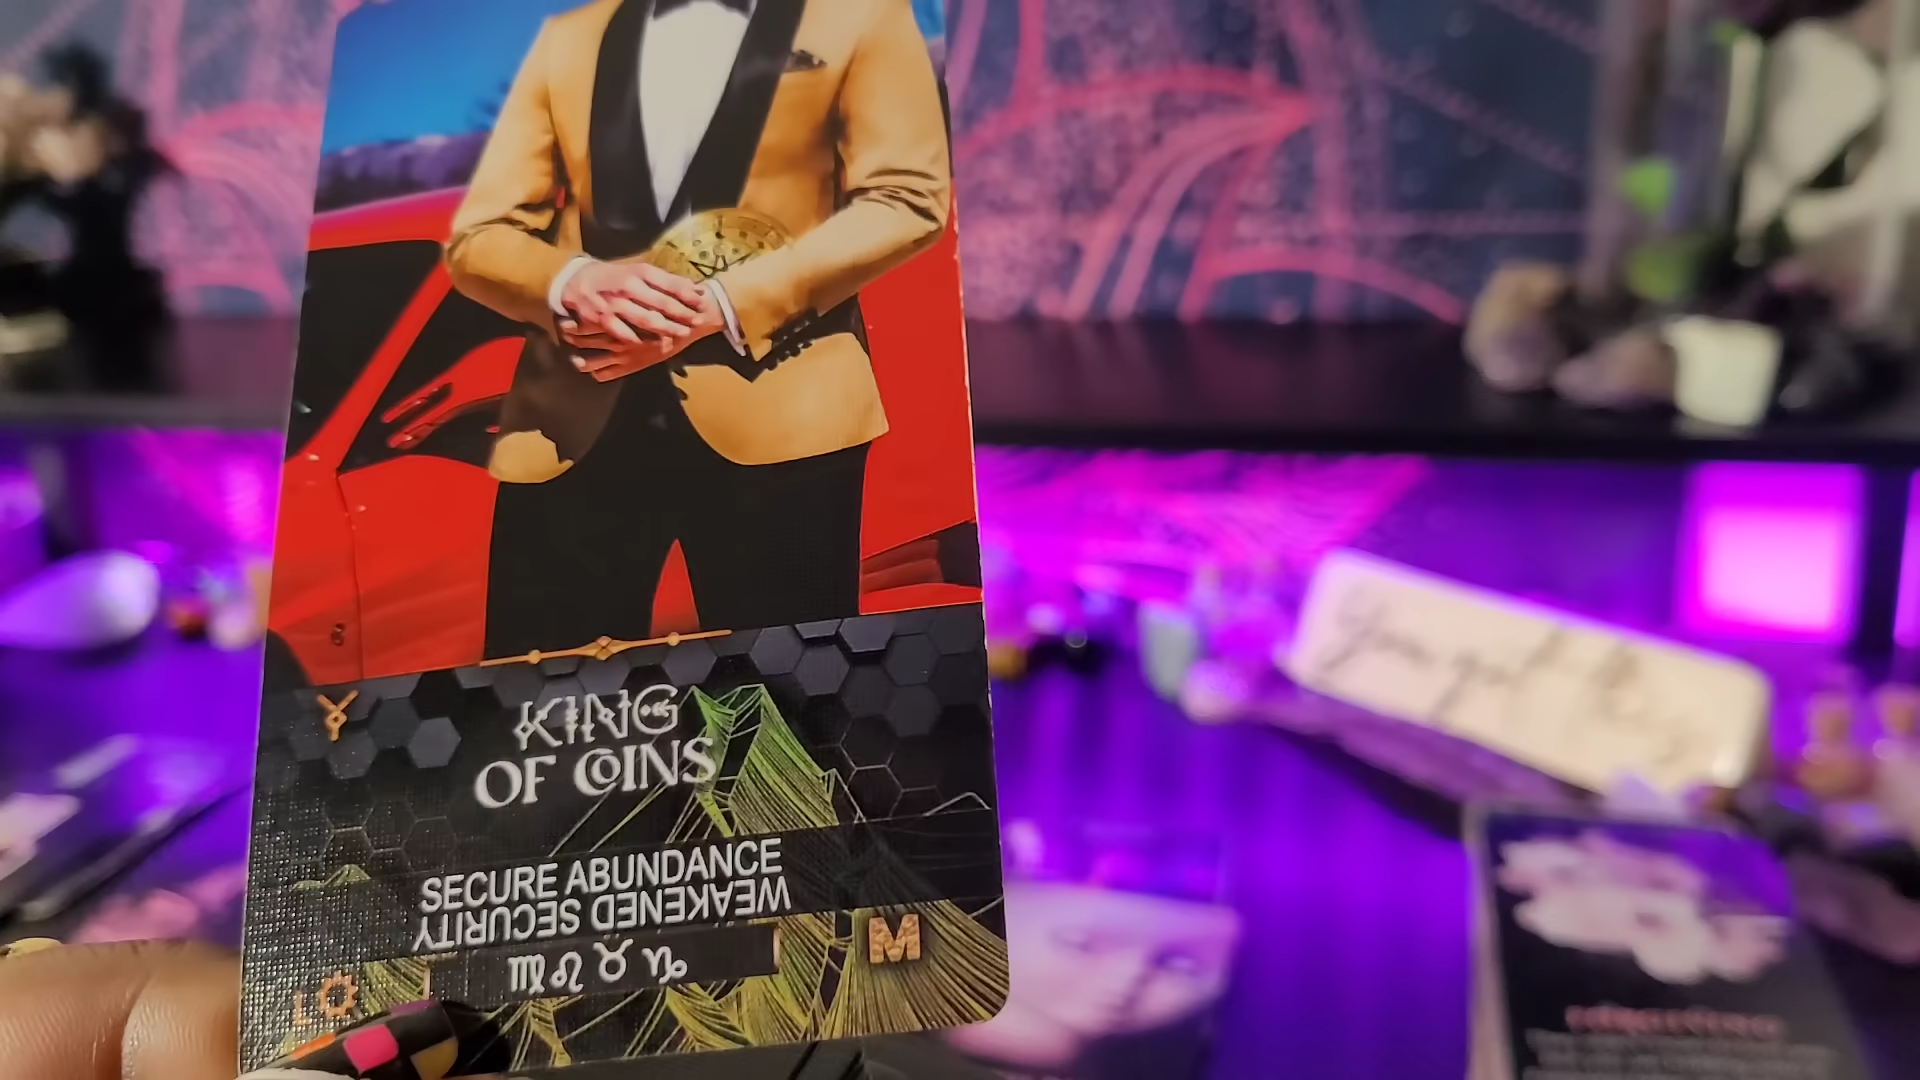 KING
OF COINS
SECURE ABUNDANCE
WEAKENED SECURITY
♍♌♉♑
M